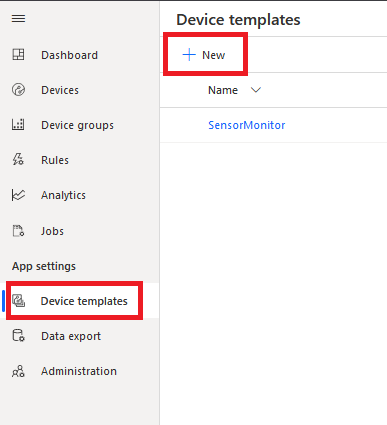 Device templates
New
Name
SensorMonitor
Dashboard
Devices
Device groups
Rules
Analytics
Jobs
App settings
Device templates
Data export
Administration